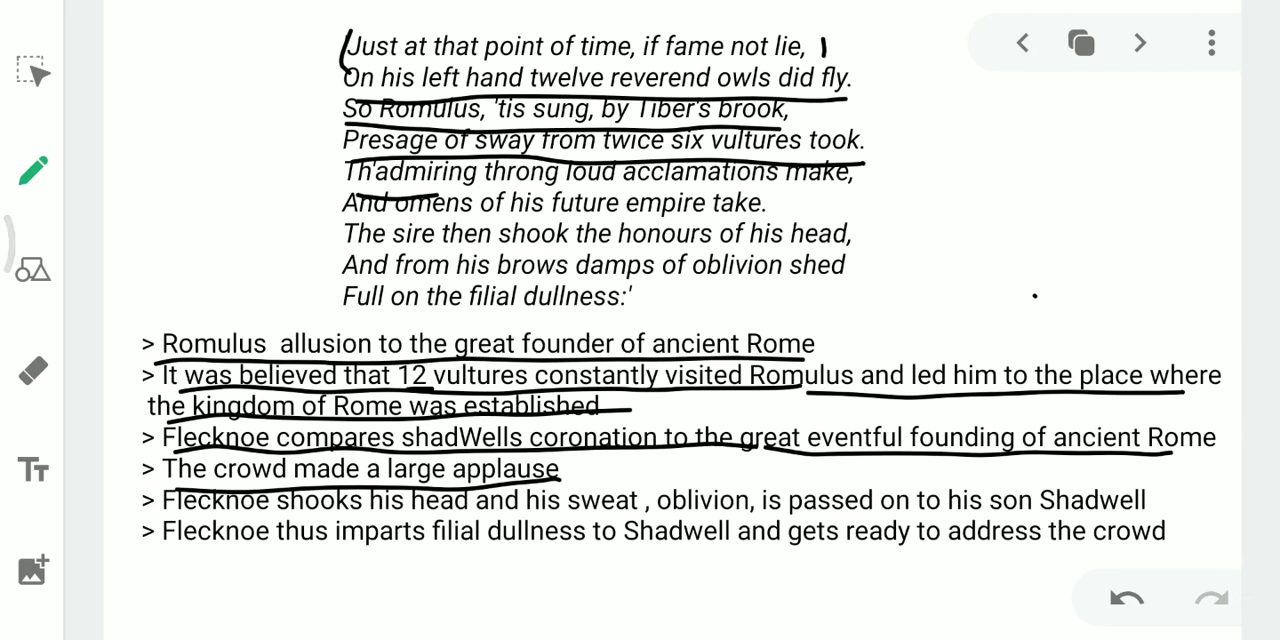 Just at that point of time, if fame not lie,
On his left hand twelve reverend owls did fly.
So Romulus, 'tis sung, by Tiber's brook,
Presage of sway from twice six vultures took.
Th'admiring throng loud acclamations make,
And omens of his future empire take.
The sire then shook the honours of his head,
And from his brows damps of oblivion shed
Full on the filial dullness:'
> Romulus  allusion to the great founder of ancient Rome
> It was believed that 12 vultures constantly visited Romulus and led him to the place where
the kingdom of Rome was established
> Flecknoe compares shadWells coronation to the great eventful founding of ancient Rome
> The crowd made a large applause
> Flecknoe shooks his head and his sweat , oblivion, is passed on to his son Shadwell
> Flecknoe thus imparts filial dullness to Shadwell and gets ready to address the crowd
Tт